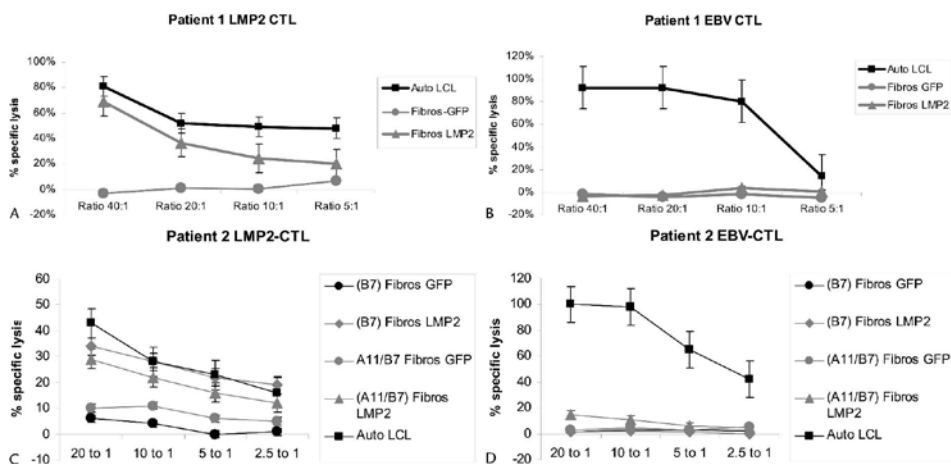 Patient 1 LMP2 CTL
100%
80%
60%
40%
20%
0%
-20%
% specific lysis
Ratio 40:1 Ratio 20:1 Ratio 10:1 Ratio 5:1
Auto LCL
Fibros-GFP
Fibros LMP2
A
Patient 1 EBV CTL
120%
100%
80%
60%
40%
20%
0%
-20%
% specific lysis
Ratio 40:1 Ratio 20:1 Ratio 10:1 Ratio 5:1
Auto LCL
Fibros GFP
Fibros LMP2
B
Patient 2 LMP2-CTL
60
50
40
30
20
10
0
-10
% specific lysis
20 to 1 10 to 1 5 to 1 2.5 to 1
(B7) Fibros GFP
(B7) Fibros LMP2
A11/B7 Fibros GFP
(A11/B7) Fibros
LMP2
Auto LCL
C
Patient 2 EBV-CTL
120
100
80
60
40
20
0
-20
% specific lysis
20 to 1 10 to 1 5 to 1 2.5 to 1
(B7) Fibros GFP
(B7) Fibros LMP2
(A11/B7) Fibros
GFP
(A11/B7) Fibros
LMP2
Auto LCL
D